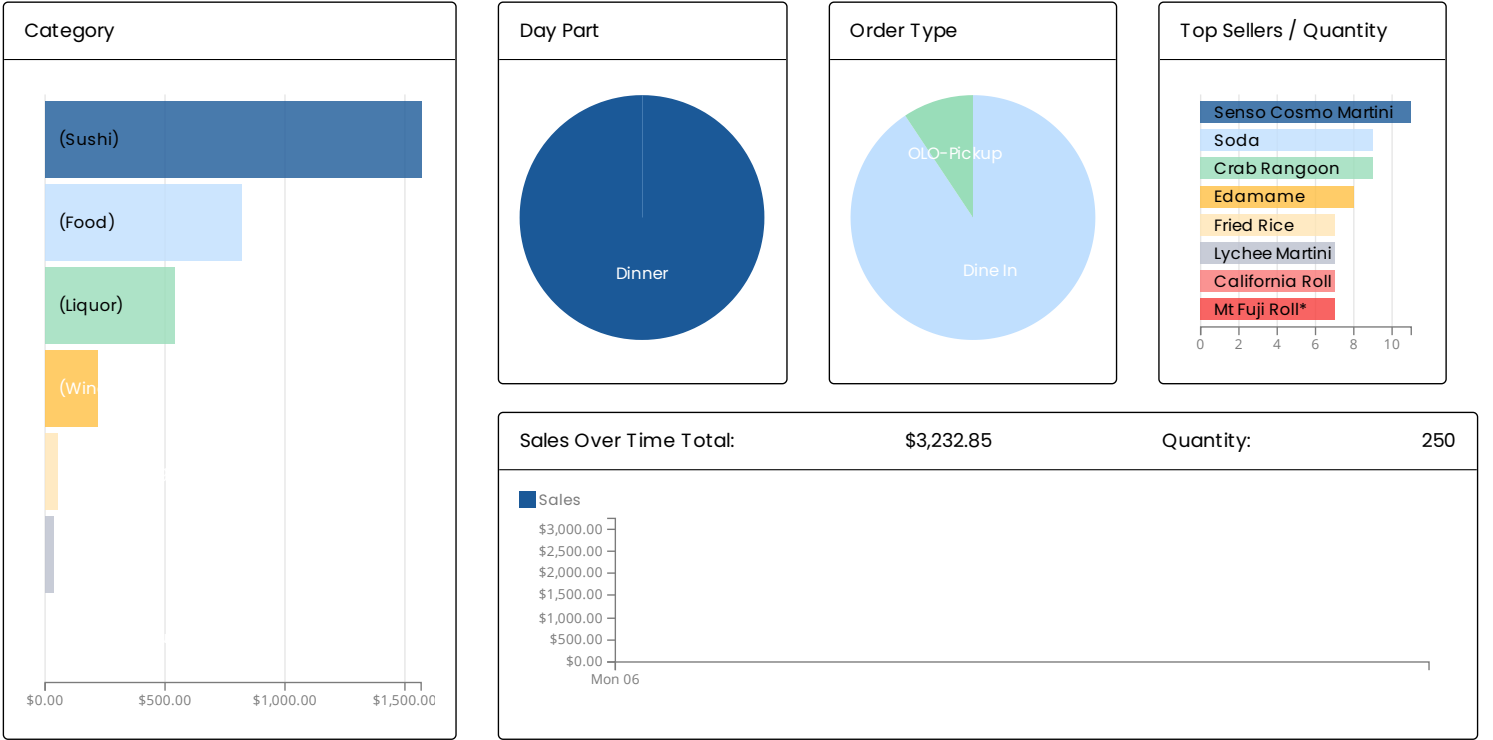 Category
(Sushi)
(Food)
(Liquor)
(Win
$0.00 $500.00 $1,000.00 $1,500.00
Day Part
Dinner
Order Type
OLO-Pickup
Dine In
Top Sellers / Quantity
Senso Cosmo Martini
Soda
Crab Rangoon
Edamame
Fried Rice
Lychee Martini
California Roll
Mt Fuji Roll*
0 2 4 6 8 10
Sales Over Time Total: $3,232.85 Quantity: 250
Sales
$3,000.00
$2,500.00
$2,000.00
$1,500.00
$1,000.00
$500.00
$0.00
Mon 06